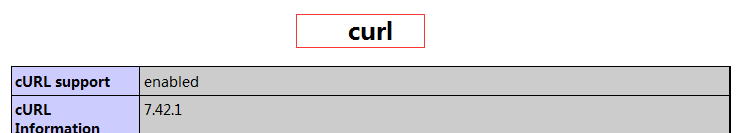 curl
cURL support enabled
cURL 7.42.1
Information